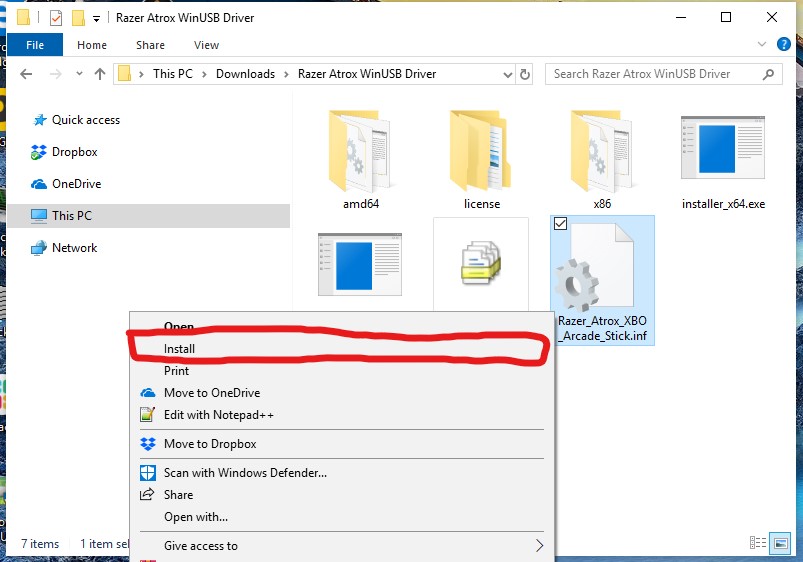 Razer Atrox WinUSB Driver
File Home Share View
This PC Downloads Razer Atrox WinUSB Driver Search Razer Atrox WinUSB Driver
Quick access
Dropbox
OneDrive
This PC
Network
amd64 license x86 installer_x64.exe
Razer_Atrox_XBO
_Arcade_Stick.inf
Open
Install
Print
Move to OneDrive
Edit with Notepad++
Move to Dropbox
Scan with Windows Defender...
Share
Open with...
Give access to
7 items 1 item sel